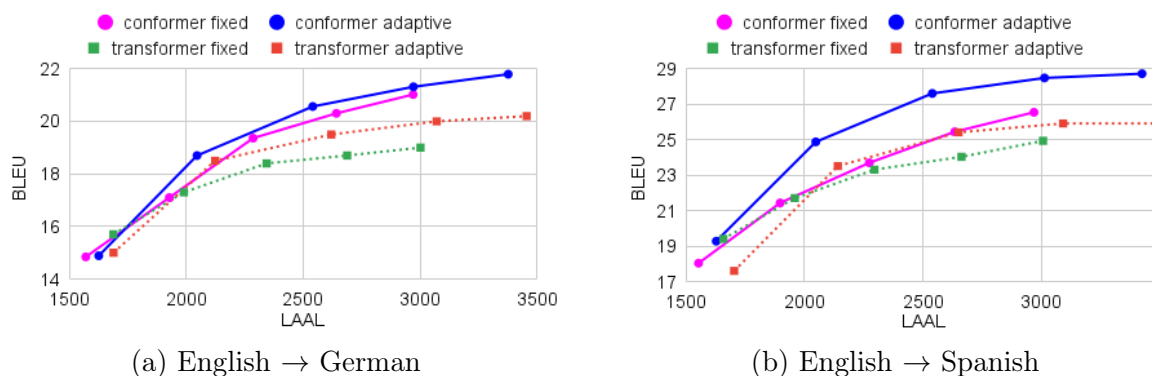 conformer fixed conformer adaptive
transformer fixed transformer adaptive
22
20
18
16
14
BLEU
1500 2000 2500 3000 3500
LAAL
(a) English → German
conformer fixed conformer adaptive
transformer fixed transformer adaptive
29
27
25
23
21
19
17
BLEU
1500 2000 2500 3000
LAAL
(b) English → Spanish